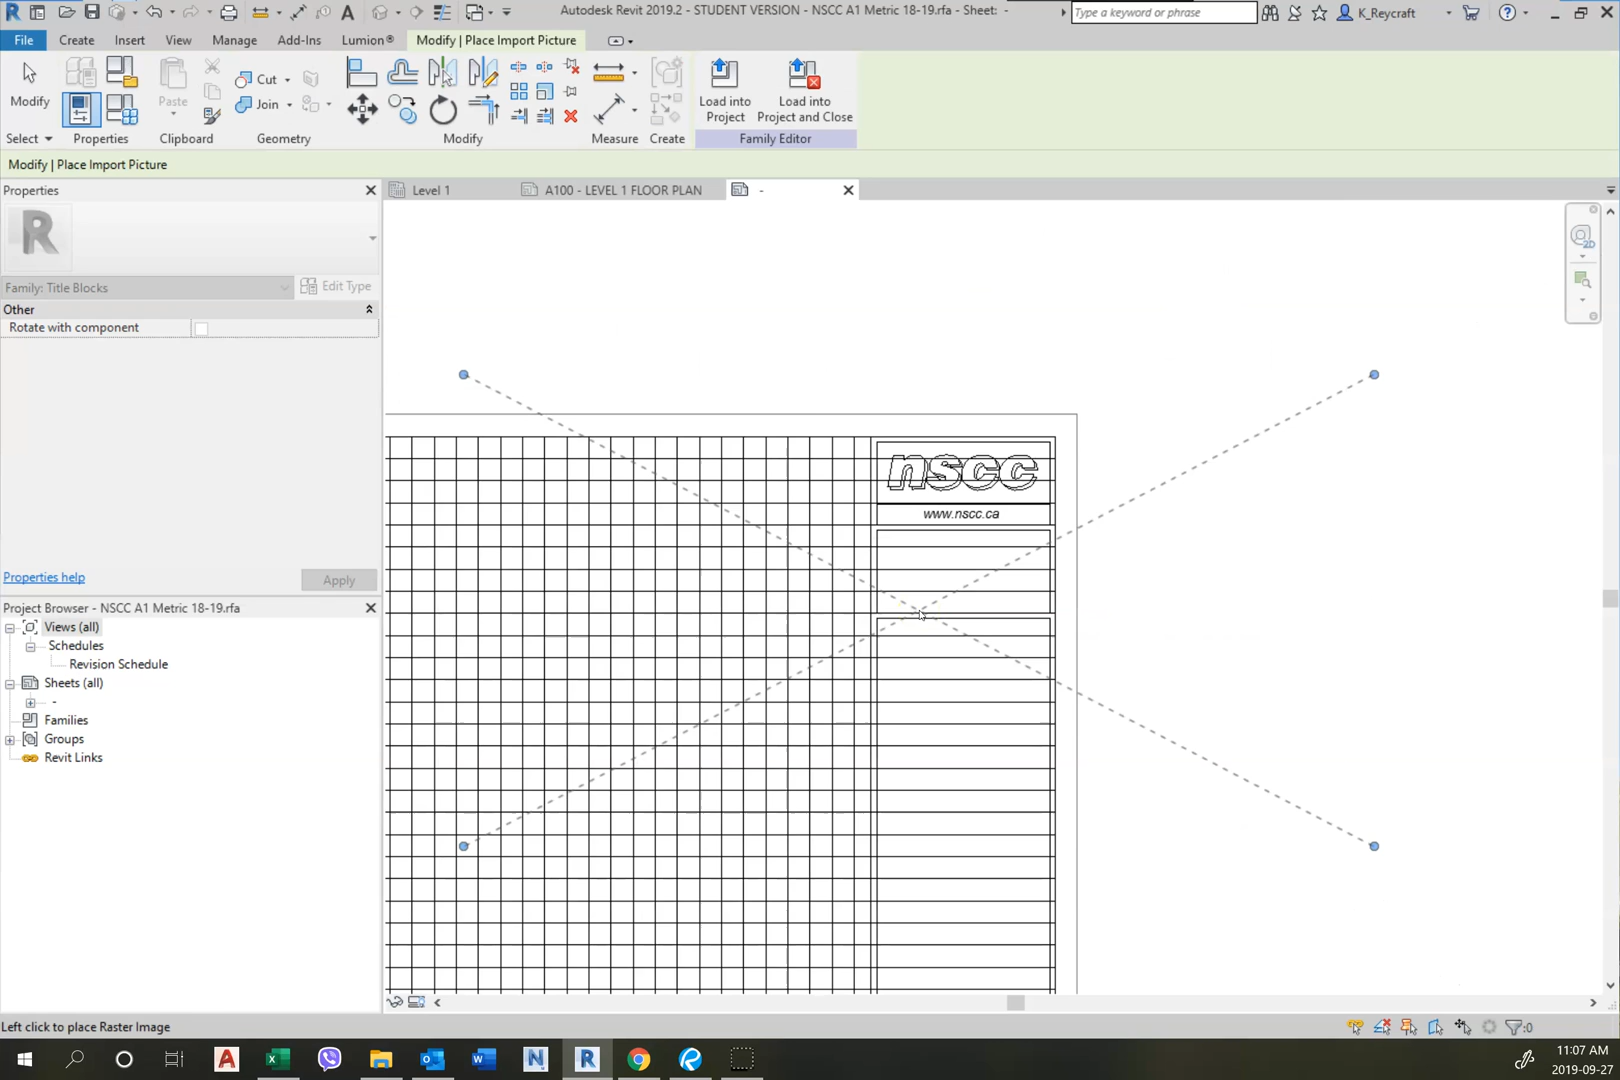 Autodesk Revit 2019.2 - STUDENT VERSION - NSCC A1 Metric 18-19.rfa - Sheet: -
Type a keyword or phrase
K_Reycraft
File
Create
Insert
View
Manage
Add-Ins
Lumion®
Modify | Place Import Picture
Modify
Paste
Cut
Join
Load into
Project
Load into
Project and Close
Select
Properties
Clipboard
Geometry
Modify
Measure
Create
Family Editor
Modify | Place Import Picture
Properties
Level 1
A100 - LEVEL 1 FLOOR PLAN
-
R
Family: Title Blocks
Edit Type
Other
Rotate with component
Properties help
Apply
Project Browser - NSCC A1 Metric 18-19.rfa
Views (all)
Schedules
Revision Schedule
Sheets (all)
-
Families
Groups
Revit Links
nscc
www.nscc.ca
2D
Left click to place Raster Image
:0
11:07 AM
2019-09-27